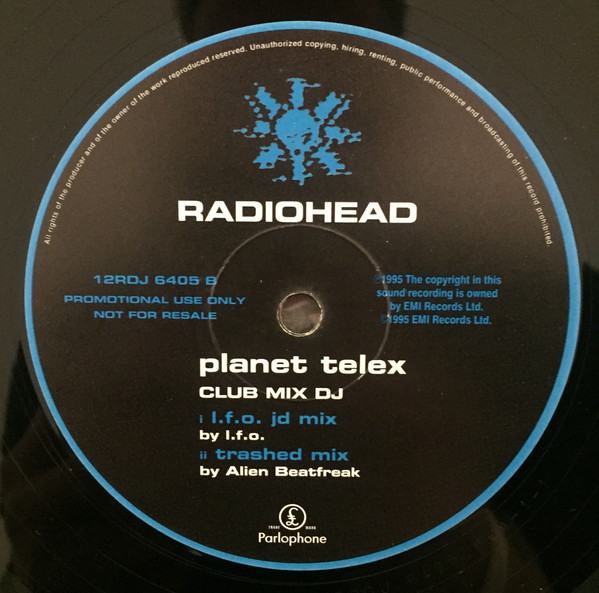 All rights of the producer and of the owner of the work reproduced reserved. Unauthorized copying, hiring, renting, public performance and broadcasting of this record prohibited.
RADIOHEAD
12RDJ 6405 B
PROMOTIONAL USE ONLY
NOT FOR RESALE
℗1995 The copyright in this
sound recording is owned
by EMI Records Ltd.
©1995 EMI Records Ltd.
planet telex
CLUB MIX DJ
i l.f.o. jd mix
by l.f.o.
ii trashed mix
by Alien Beatfreak
TRADE £ MARK
Parlophone